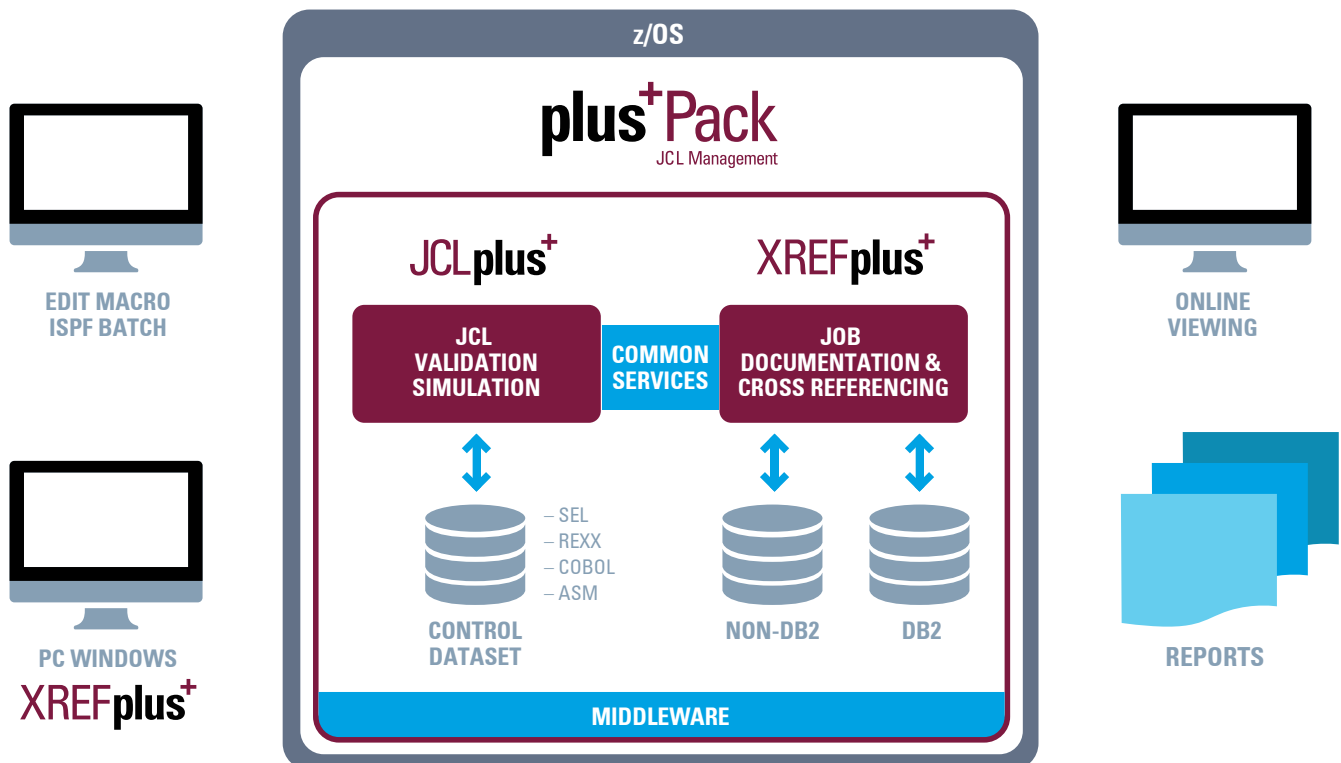 z/OS
plus+Pack
JCL Management
JCLplus+
XREFplus+
JCL
VALIDATION
SIMULATION
COMMON
SERVICES
JOB
DOCUMENTATION &
CROSS REFERENCING
– SEL
– REXX
– COBOL
– ASM
CONTROL
DATASET
NON-DB2
DB2
MIDDLEWARE
EDIT MACRO
ISPF BATCH
PC WINDOWS
XREFplus+
ONLINE
VIEWING
REPORTS